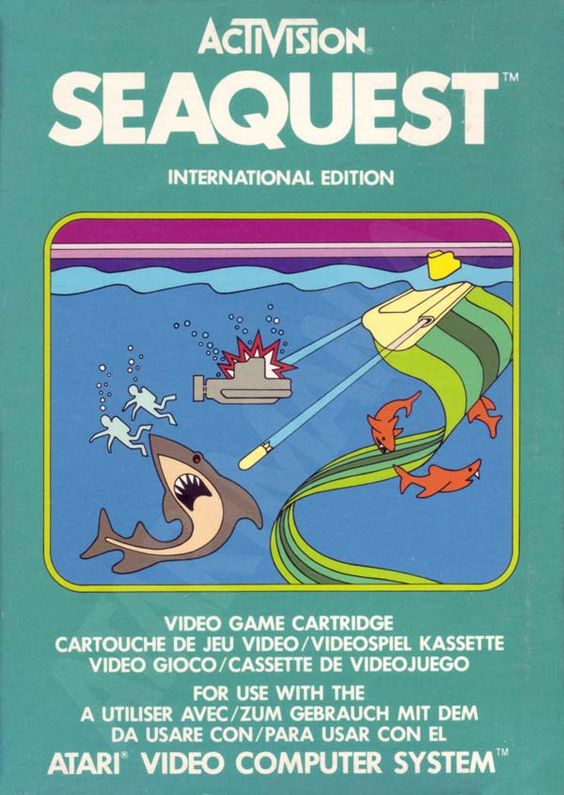 ACTIVISION®
SEAQUEST™
INTERNATIONAL EDITION
VIDEO GAME CARTRIDGE
CARTOUCHE DE JEU VIDEO/VIDEOSPIEL KASSETTE
VIDEO GIOCO/CASSETTE DE VIDEOJUEGO
FOR USE WITH THE
A UTILISER AVEC/ZUM GEBRAUCH MIT DEM
DA USARE CON/PARA USAR CON EL
ATARI® VIDEO COMPUTER SYSTEM™